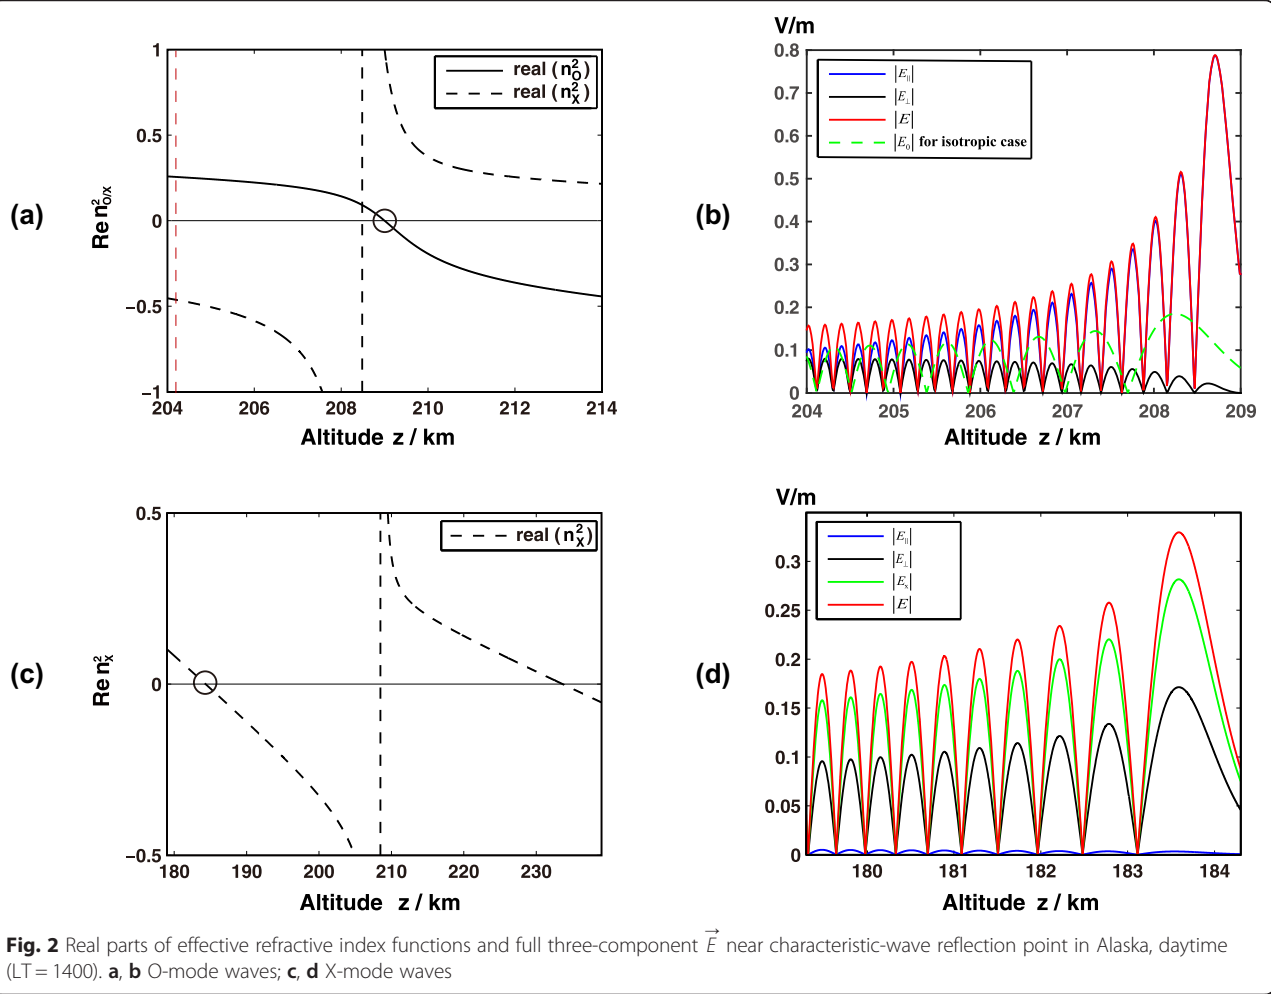 (a)
1
0.5
0
−0.5
−1
Re n²O/X
real (n²O)
real (n²X)
204 206 208 210 212 214
Altitude z / km
(b)
V/m
0.8
0.7
0.6
0.5
0.4
0.3
0.2
0.1
0
|E||||
|E⊥|
|E|
|E0| for isotropic case
204 205 206 207 208 209
Altitude z / km
(c)
0.5
0
−0.5
Re n²X
real (n²X)
180 190 200 210 220 230
Altitude z / km
(d)
V/m
0.3
0.25
0.2
0.15
0.1
0.05
0
|E||||
|E⊥|
|Ex|
|E|
180 181 182 183 184
Altitude z / km
Fig. 2 Real parts of effective refractive index functions and full three-component E⃗ near characteristic-wave reflection point in Alaska, daytime
(LT = 1400). a, b O-mode waves; c, d X-mode waves